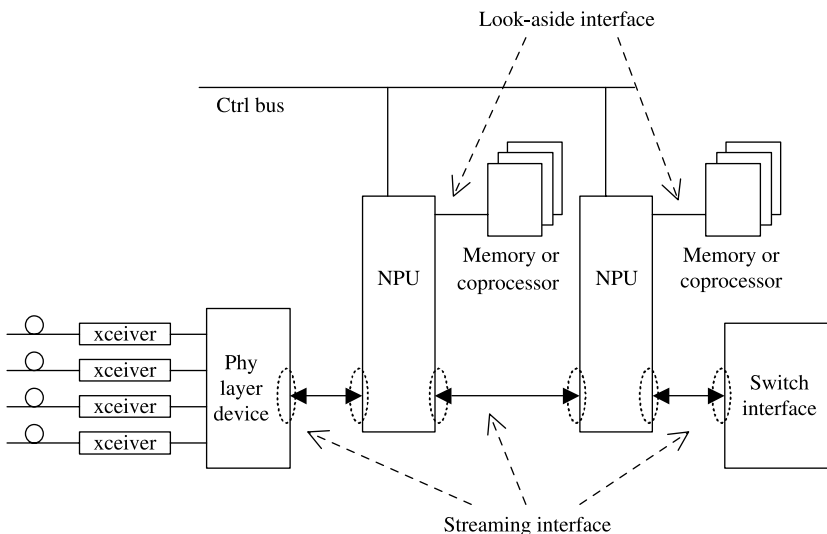 Look-aside interface
Ctrl bus
NPU
Memory or
coprocessor
NPU
Memory or
coprocessor
xceiver
xceiver
xceiver
xceiver
Phy
layer
device
Switch
interface
Streaming interface